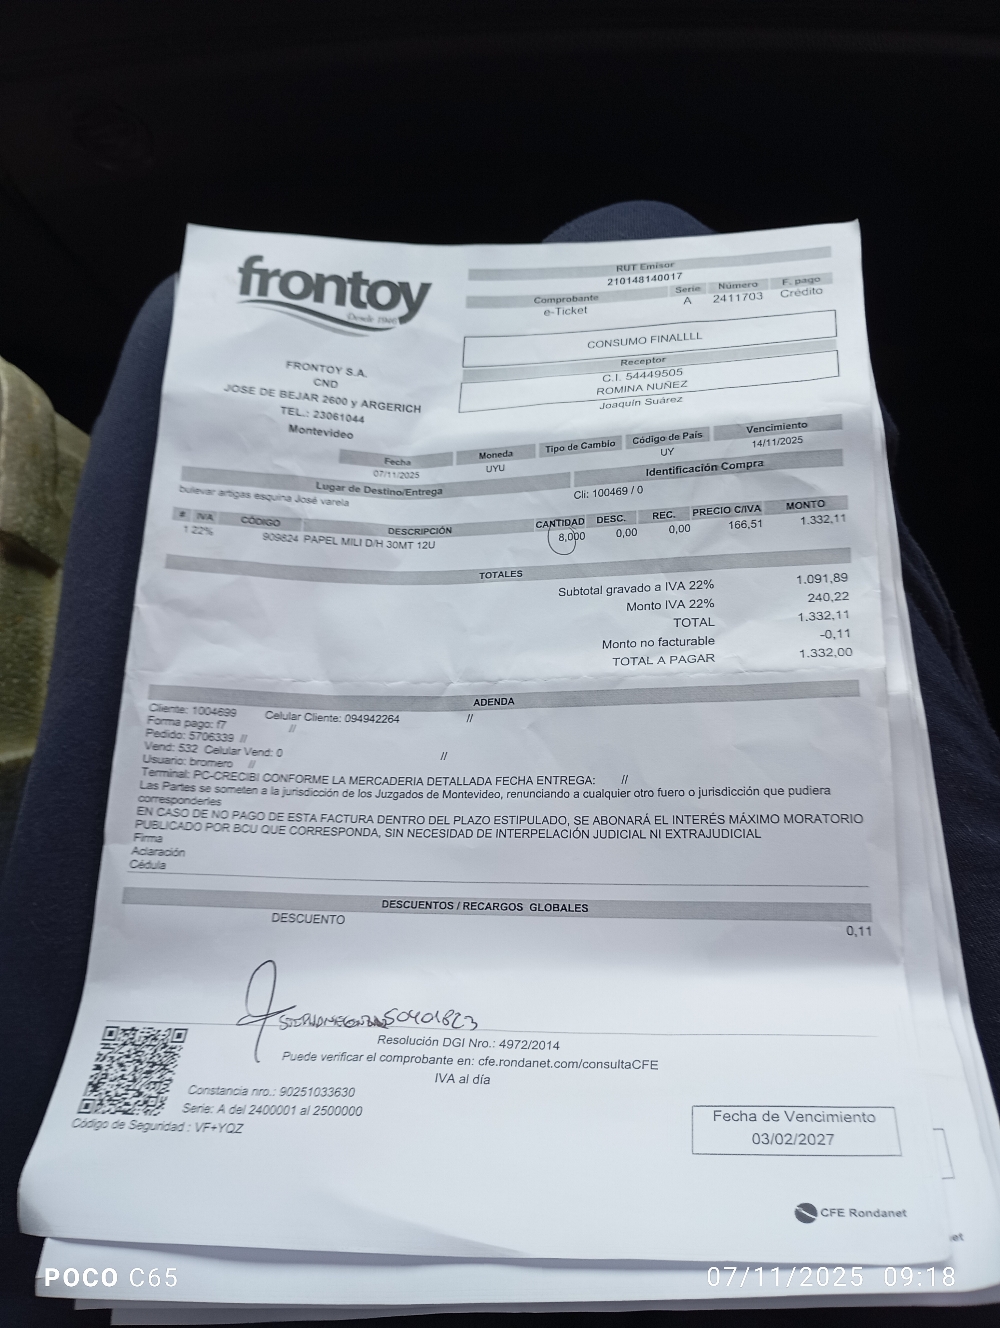 frontoy
Desde 1946
FRONTOY S.A.
CND
JOSE DE BEJAR 2600 y ARGERICH
TEL.: 23061044
Montevideo
RUT Emisor
210148140017
Comprobante Serie Número F. pago
e-Ticket A 2411703 Crédito
CONSUMO FINALLLL
Receptor
C.I. 54449505
ROMINA NUÑEZ
Joaquín Suárez
Fecha Moneda Tipo de Cambio Código de País Vencimiento
07/11/2025 UYU UY 14/11/2025
Lugar de Destino/Entrega Identificación Compra
bulevar artigas esquina José varela Cli: 100469 / 0
# IVA CÓDIGO DESCRIPCIÓN CANTIDAD DESC. REC. PRECIO C/IVA MONTO
1 22% 909824 PAPEL MILI D/H 30MT 12U 8,000 0,00 0,00 166,51 1.332,11
TOTALES
Subtotal gravado a IVA 22% 1.091,89
Monto IVA 22% 240,22
TOTAL 1.332,11
Monto no facturable -0,11
TOTAL A PAGAR 1.332,00
ADENDA
Cliente: 1004699 Celular Cliente: 094942264 //
Forma pago: f7 //
Pedido: 5706339 //
Vend: 532 Celular Vend: 0 //
Usuario: bromero //
Terminal: PC-CRECIBI CONFORME LA MERCADERIA DETALLADA FECHA ENTREGA: //
Las Partes se someten a la jurisdicción de los Juzgados de Montevideo, renunciando a cualquier otro fuero o jurisdicción que pudiera
corresponderles
EN CASO DE NO PAGO DE ESTA FACTURA DENTRO DEL PLAZO ESTIPULADO, SE ABONARÁ EL INTERÉS MÁXIMO MORATORIO
PUBLICADO POR BCU QUE CORRESPONDA, SIN NECESIDAD DE INTERPELACIÓN JUDICIAL NI EXTRAJUDICIAL
Firma
Aclaración
Cédula
DESCUENTOS / RECARGOS GLOBALES
DESCUENTO 0,11
Resolución DGI Nro.: 4972/2014
Puede verificar el comprobante en: cfe.rondanet.com/consultaCFE
IVA al día
Constancia nro.: 90251033630
Serie: A del 2400001 al 2500000
Código de Seguridad : VF+YQZ
Fecha de Vencimiento
03/02/2027
CFE Rondanet
et
POCO C65
07/11/2025 09:18